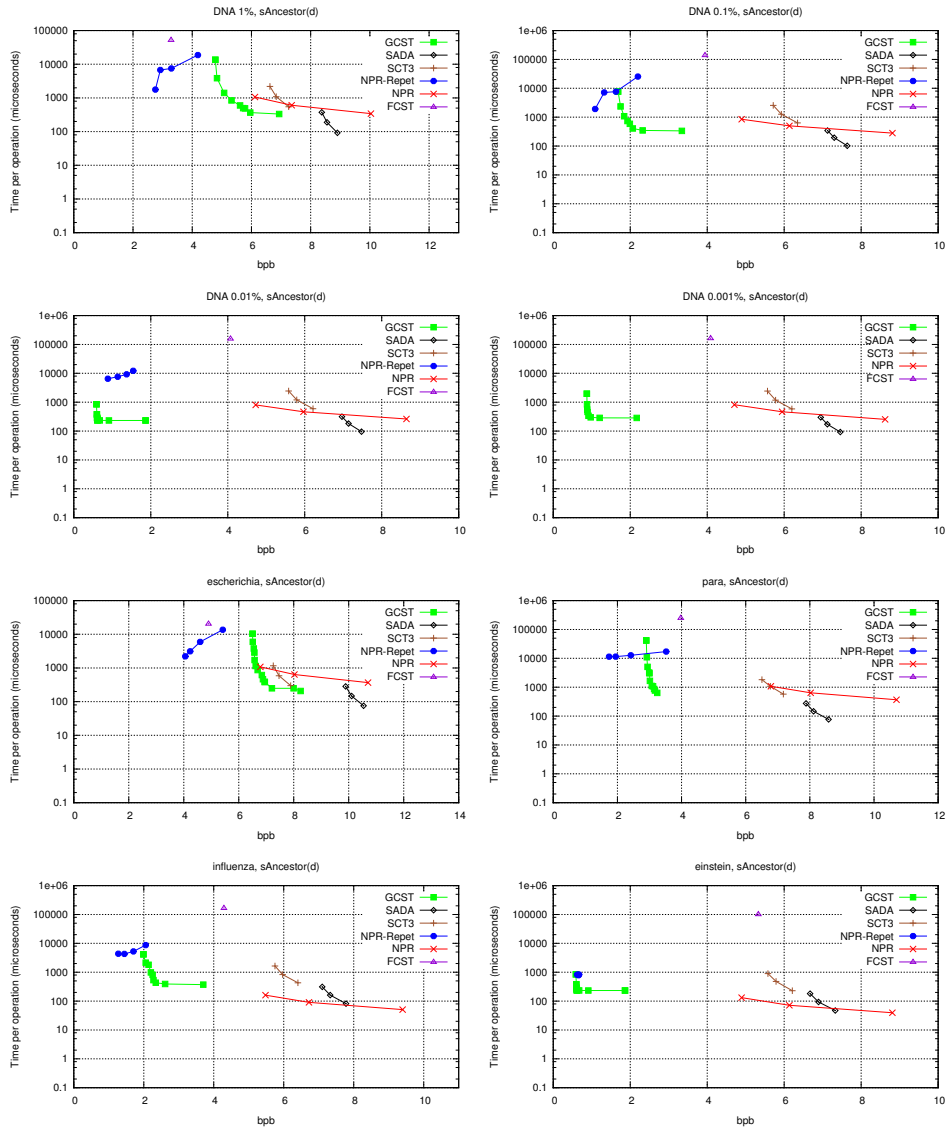 DNA 1%, sAncestor(d)
Time per operation (microseconds)
100000
10000
1000
100
10
1
0.1
0 2 4 6 8 10 12
bpb
GCST
SADA
SCT3
NPR-Repet
NPR
FCST
DNA 0.1%, sAncestor(d)
Time per operation (microseconds)
1e+06
100000
10000
1000
100
10
1
0.1
0 2 4 6 8 10
bpb
GCST
SADA
SCT3
NPR-Repet
NPR
FCST
DNA 0.01%, sAncestor(d)
Time per operation (microseconds)
1e+06
100000
10000
1000
100
10
1
0.1
0 2 4 6 8 10
bpb
GCST
SADA
SCT3
NPR-Repet
NPR
FCST
DNA 0.001%, sAncestor(d)
Time per operation (microseconds)
1e+06
100000
10000
1000
100
10
1
0.1
0 2 4 6 8 10
bpb
GCST
SADA
SCT3
NPR
FCST
escherichia, sAncestor(d)
Time per operation (microseconds)
100000
10000
1000
100
10
1
0.1
0 2 4 6 8 10 12 14
bpb
GCST
SADA
SCT3
NPR-Repet
NPR
FCST
para, sAncestor(d)
Time per operation (microseconds)
1e+06
100000
10000
1000
100
10
1
0.1
0 2 4 6 8 10 12
bpb
GCST
SADA
SCT3
NPR-Repet
NPR
FCST
influenza, sAncestor(d)
Time per operation (microseconds)
1e+06
100000
10000
1000
100
10
1
0.1
0 2 4 6 8 10
bpb
GCST
SADA
SCT3
NPR-Repet
NPR
FCST
einstein, sAncestor(d)
Time per operation (microseconds)
1e+06
100000
10000
1000
100
10
1
0.1
0 2 4 6 8 10
bpb
GCST
SADA
SCT3
NPR-Repet
NPR
FCST